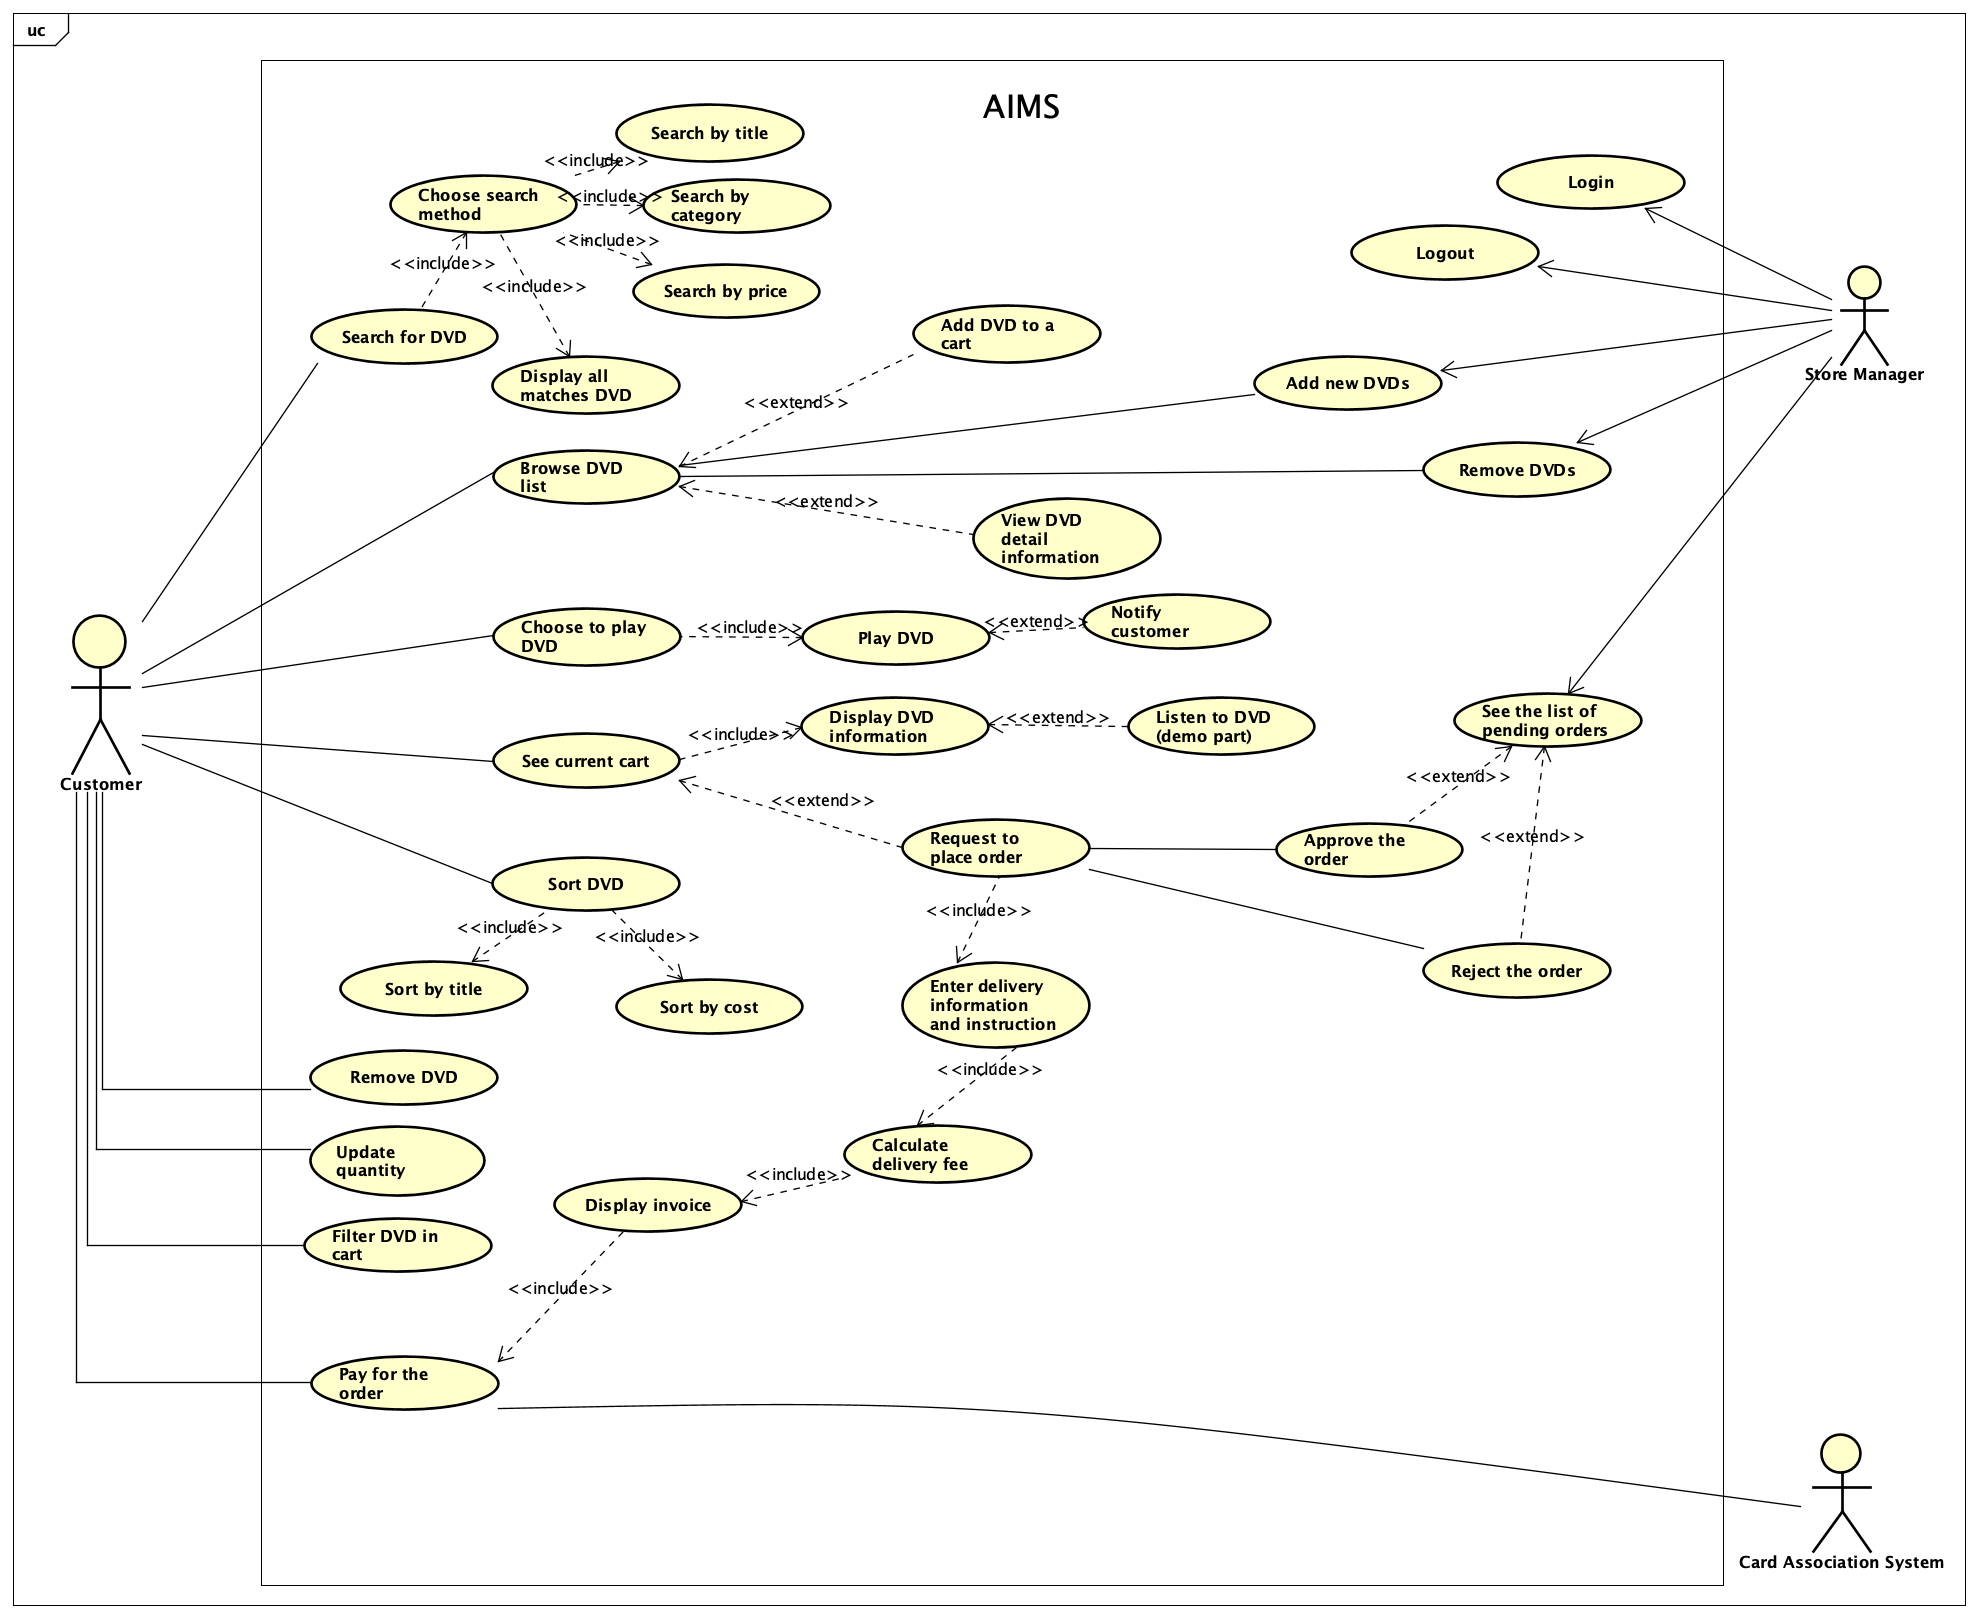 uc
AIMS
Search by title
<<include>>
Login
Choose search
method
<<include>>
Search by
category
<<include>>
Logout
<<include>>
<<include>>
Search by price
Search for DVD
Add DVD to a
cart
Store Manager
Display all
matches DVD
Add new DVDs
<<extend>>
Browse DVD
list
Remove DVDs
<<extend>>
View DVD
detail
information
Choose to play
DVD
<<include>>
Play DVD
<<extend>>
Notify
customer
Display DVD
information
<<extend>>
Listen to DVD
(demo part)
See the list of
pending orders
<<include>>
See current cart
Customer
<<extend>>
<<extend>>
Request to
place order
Approve the
order
<<extend>>
Sort DVD
<<include>>
<<include>>
<<include>>
Sort by title
Sort by cost
Enter delivery
information
and instruction
Reject the order
Remove DVD
<<include>>
Update
quantity
Calculate
delivery fee
<<include>>
Display invoice
Filter DVD in
cart
<<include>>
Pay for the
order
Card Association System